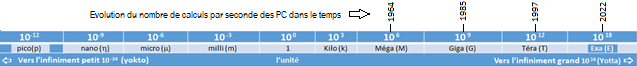 Evolution du nombre de calculs par seconde des PC dans le temps
1964 1985 1997 2022
10⁻¹² 10⁻⁹ 10⁻⁶ 10⁻³ 10⁰ 10³ 10⁶ 10⁹ 10¹² 10¹⁸
pico(p) nano (η) micro (µ) milli (m) 1 Kilo (k) Méga (M) Giga (G) Téra (T) Exa (E)
Vers l'infiniment petit 10⁻²⁴ (yokto) l'unité Vers l'infiniment grand 10²⁴ (Yotta)